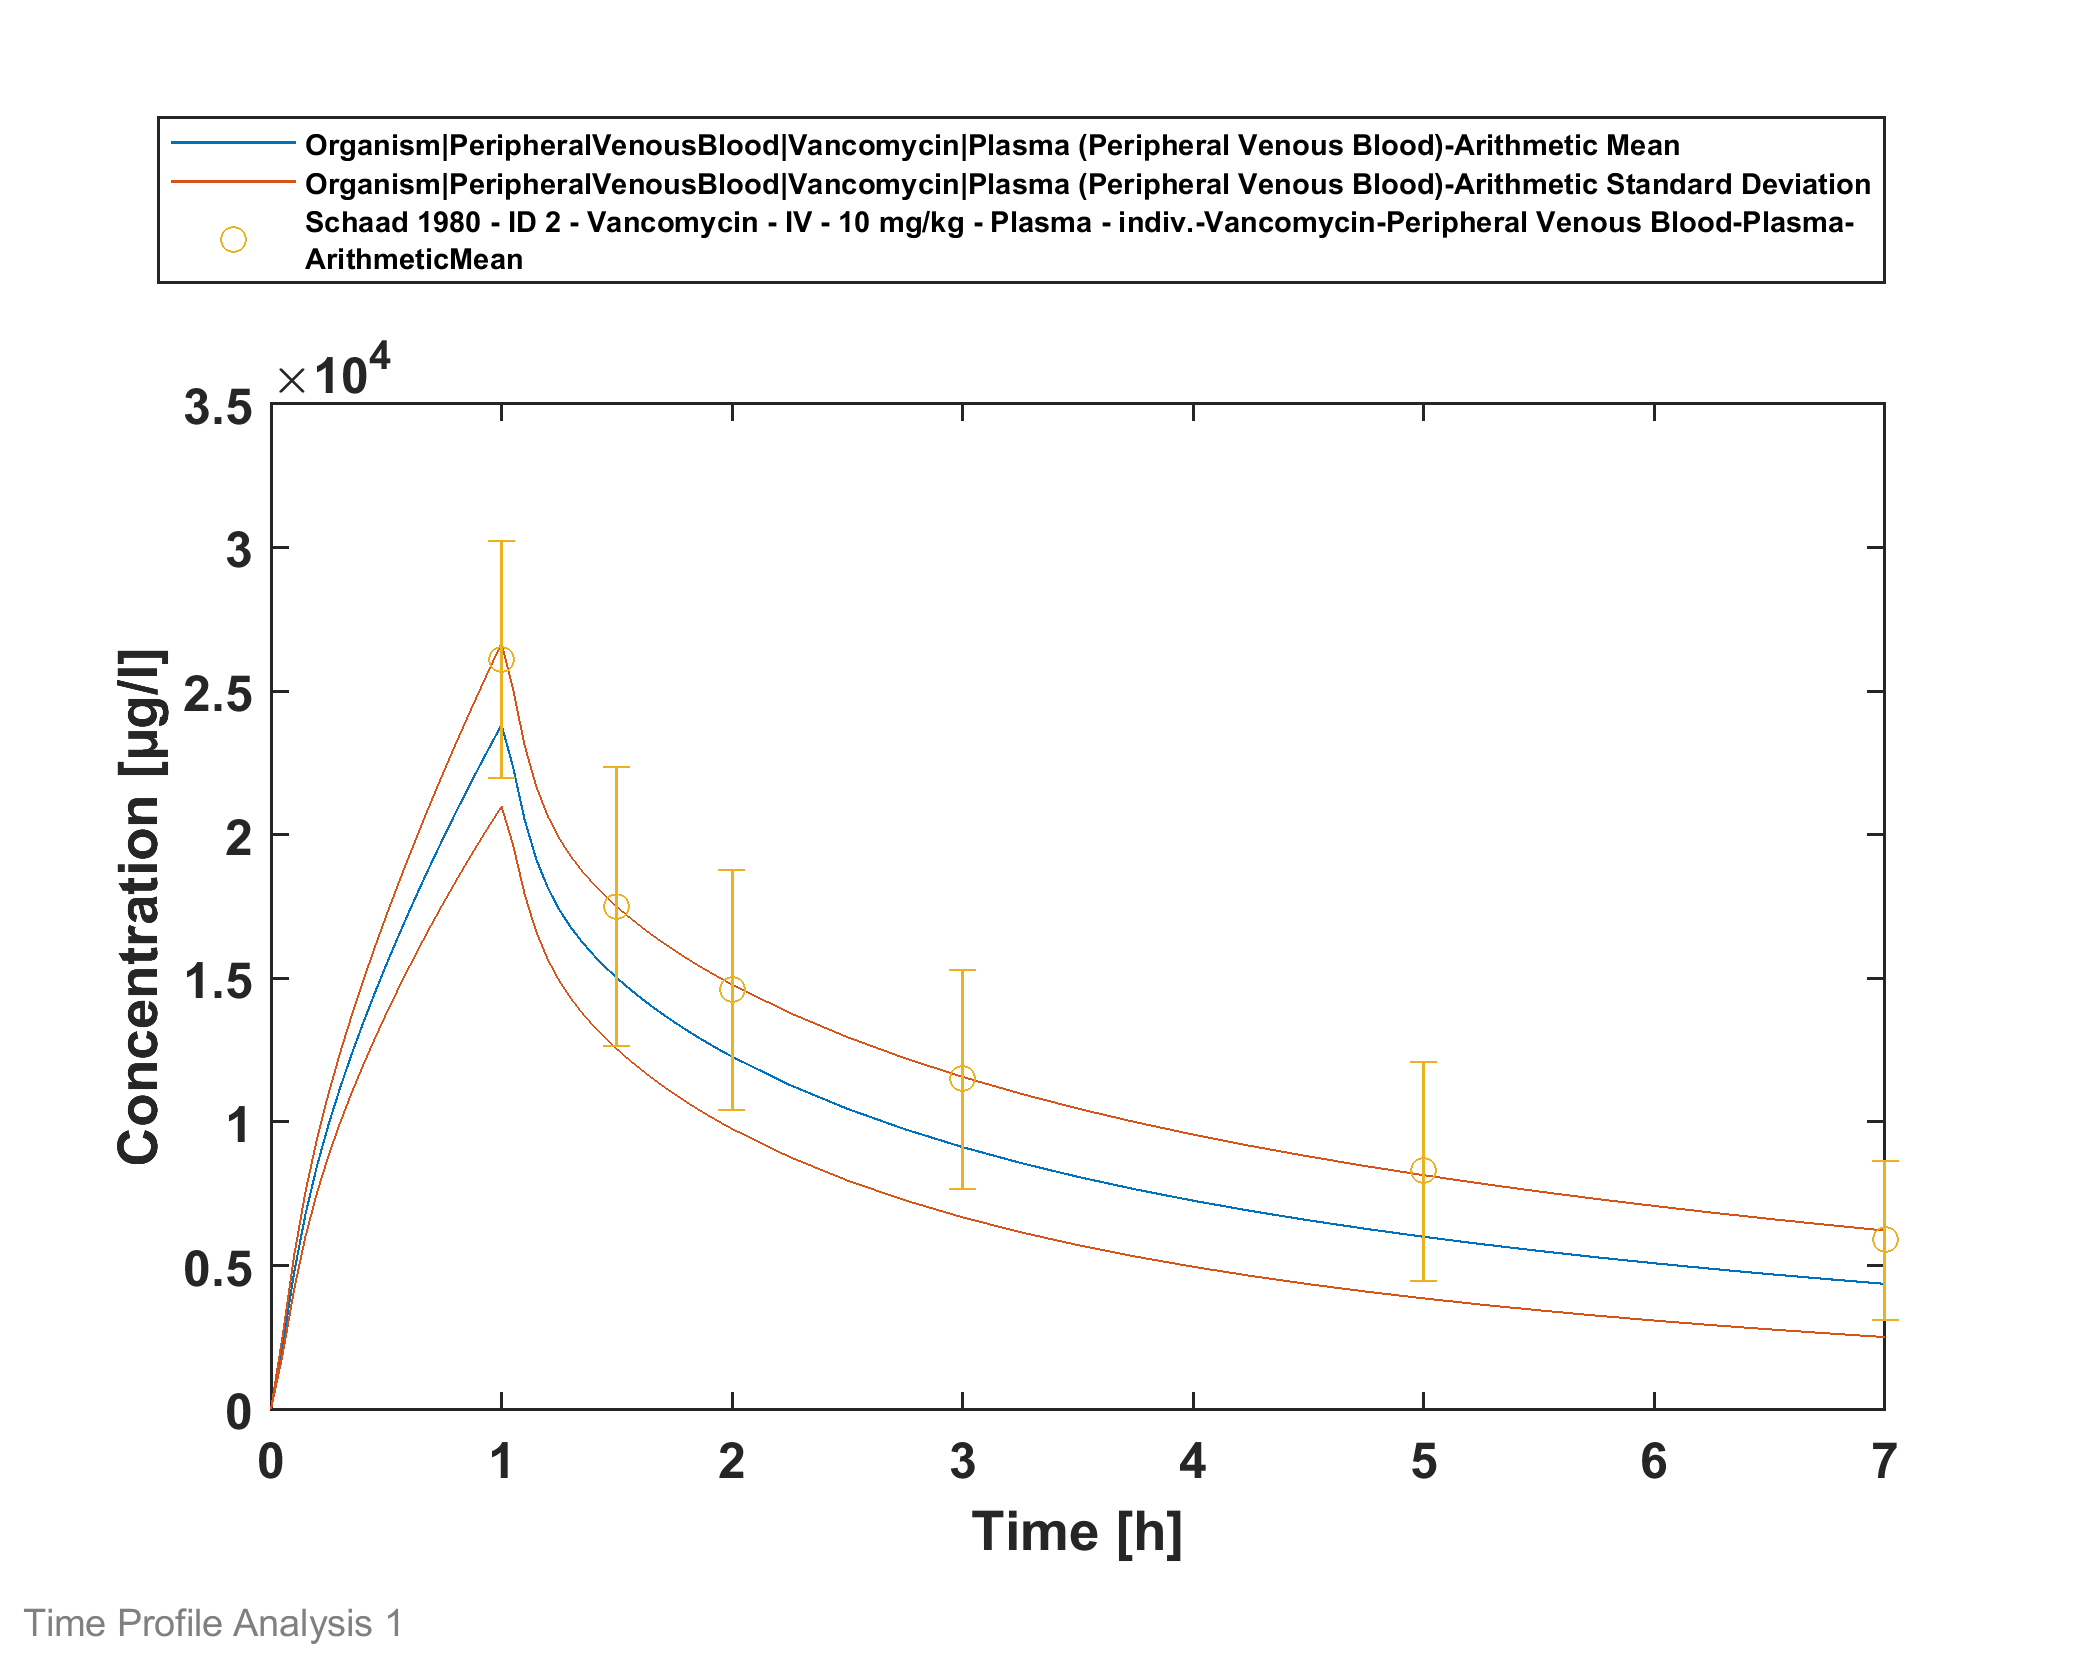 Organism|PeripheralVenousBlood|Vancomycin|Plasma (Peripheral Venous Blood)-Arithmetic Mean
Organism|PeripheralVenousBlood|Vancomycin|Plasma (Peripheral Venous Blood)-Arithmetic Standard Deviation
Schaad 1980 - ID 2 - Vancomycin - IV - 10 mg/kg - Plasma - indiv.-Vancomycin-Peripheral Venous Blood-Plasma-
ArithmeticMean
×10⁴
3.5
3
2.5
2
1.5
1
0.5
0
Concentration [µg/l]
0 1 2 3 4 5 6 7
Time [h]
Time Profile Analysis 1